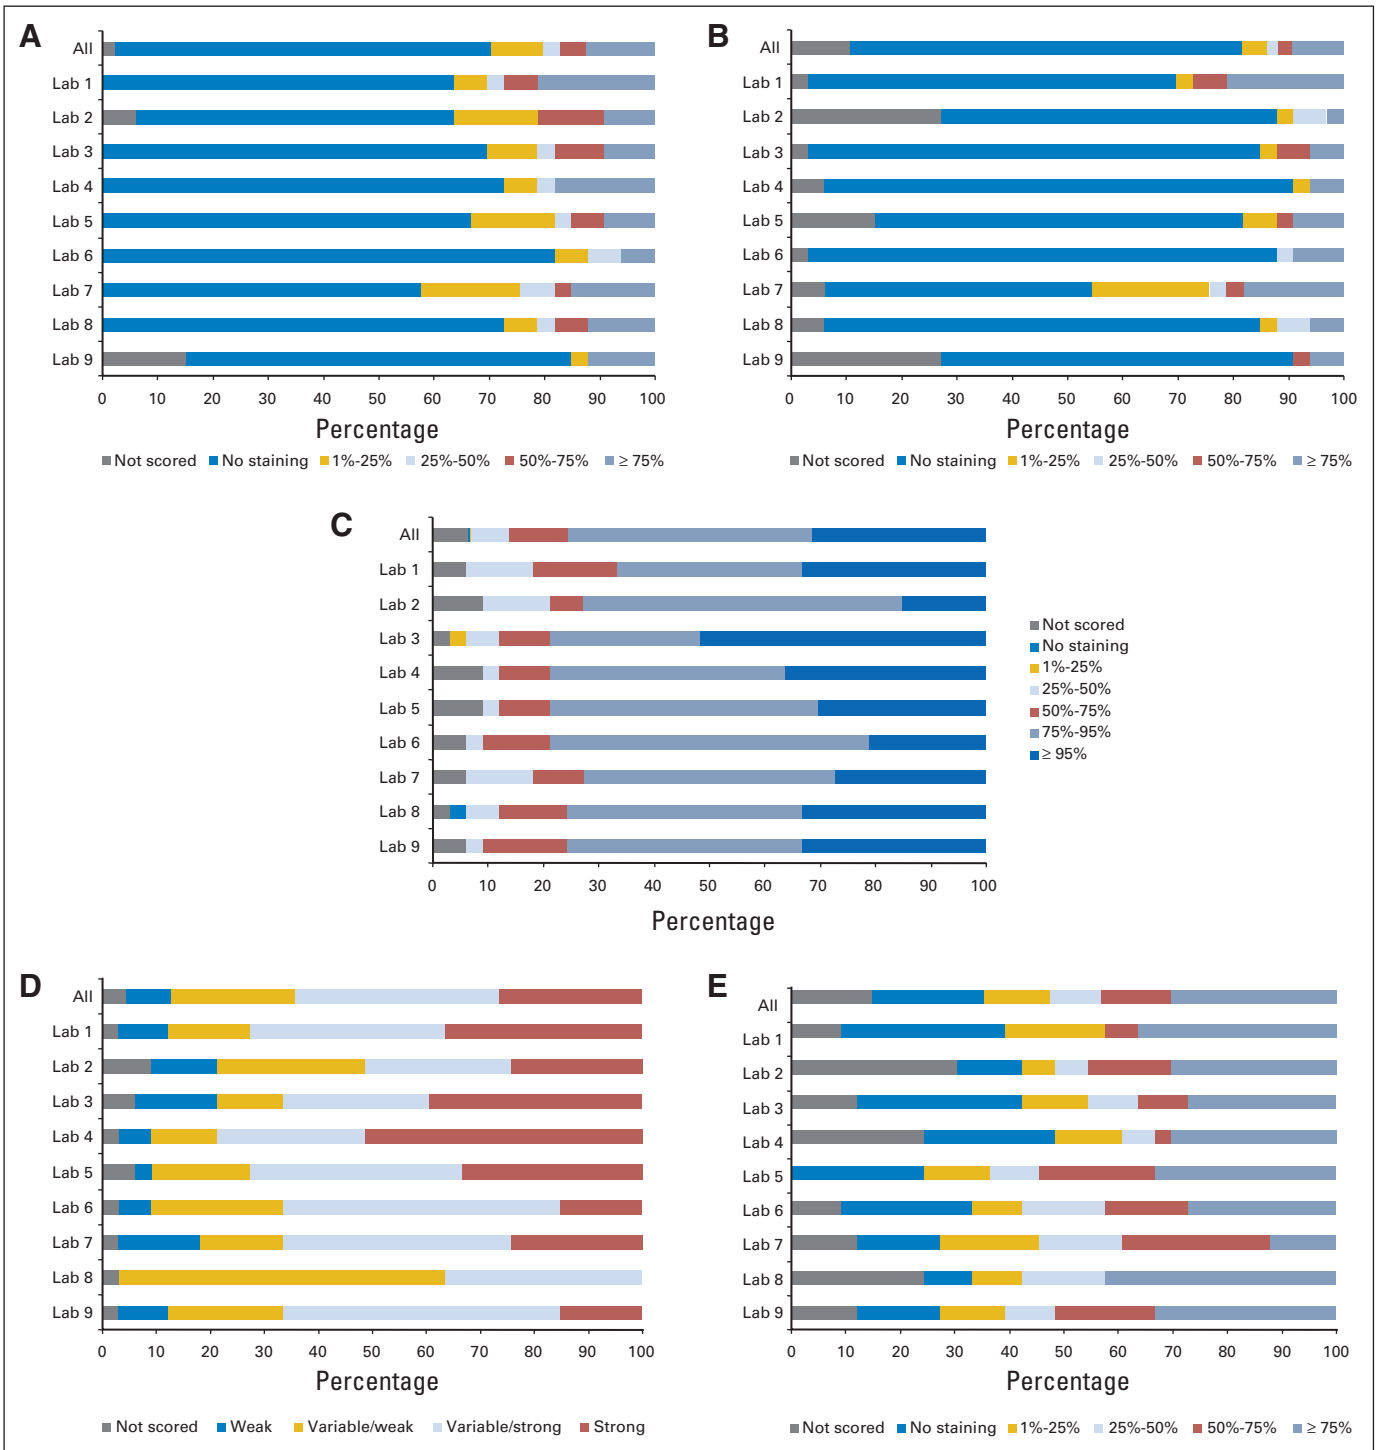 A
All
Lab 1
Lab 2
Lab 3
Lab 4
Lab 5
Lab 6
Lab 7
Lab 8
Lab 9
0 10 20 30 40 50 60 70 80 90 100
Percentage
Not scored No staining 1%-25% 25%-50% 50%-75% ≥ 75%
B
All
Lab 1
Lab 2
Lab 3
Lab 4
Lab 5
Lab 6
Lab 7
Lab 8
Lab 9
0 10 20 30 40 50 60 70 80 90 100
Percentage
Not scored No staining 1%-25% 25%-50% 50%-75% ≥ 75%
C
All
Lab 1
Lab 2
Lab 3
Lab 4
Lab 5
Lab 6
Lab 7
Lab 8
Lab 9
0 10 20 30 40 50 60 70 80 90 100
Percentage
Not scored
No staining
1%-25%
25%-50%
50%-75%
75%-95%
≥ 95%
D
All
Lab 1
Lab 2
Lab 3
Lab 4
Lab 5
Lab 6
Lab 7
Lab 8
Lab 9
0 10 20 30 40 50 60 70 80 90 100
Percentage
Not scored Weak Variable/weak Variable/strong Strong
E
All
Lab 1
Lab 2
Lab 3
Lab 4
Lab 5
Lab 6
Lab 7
Lab 8
Lab 9
0 10 20 30 40 50 60 70 80 90 100
Percentage
Not scored No staining 1%-25% 25%-50% 50%-75% ≥ 75%